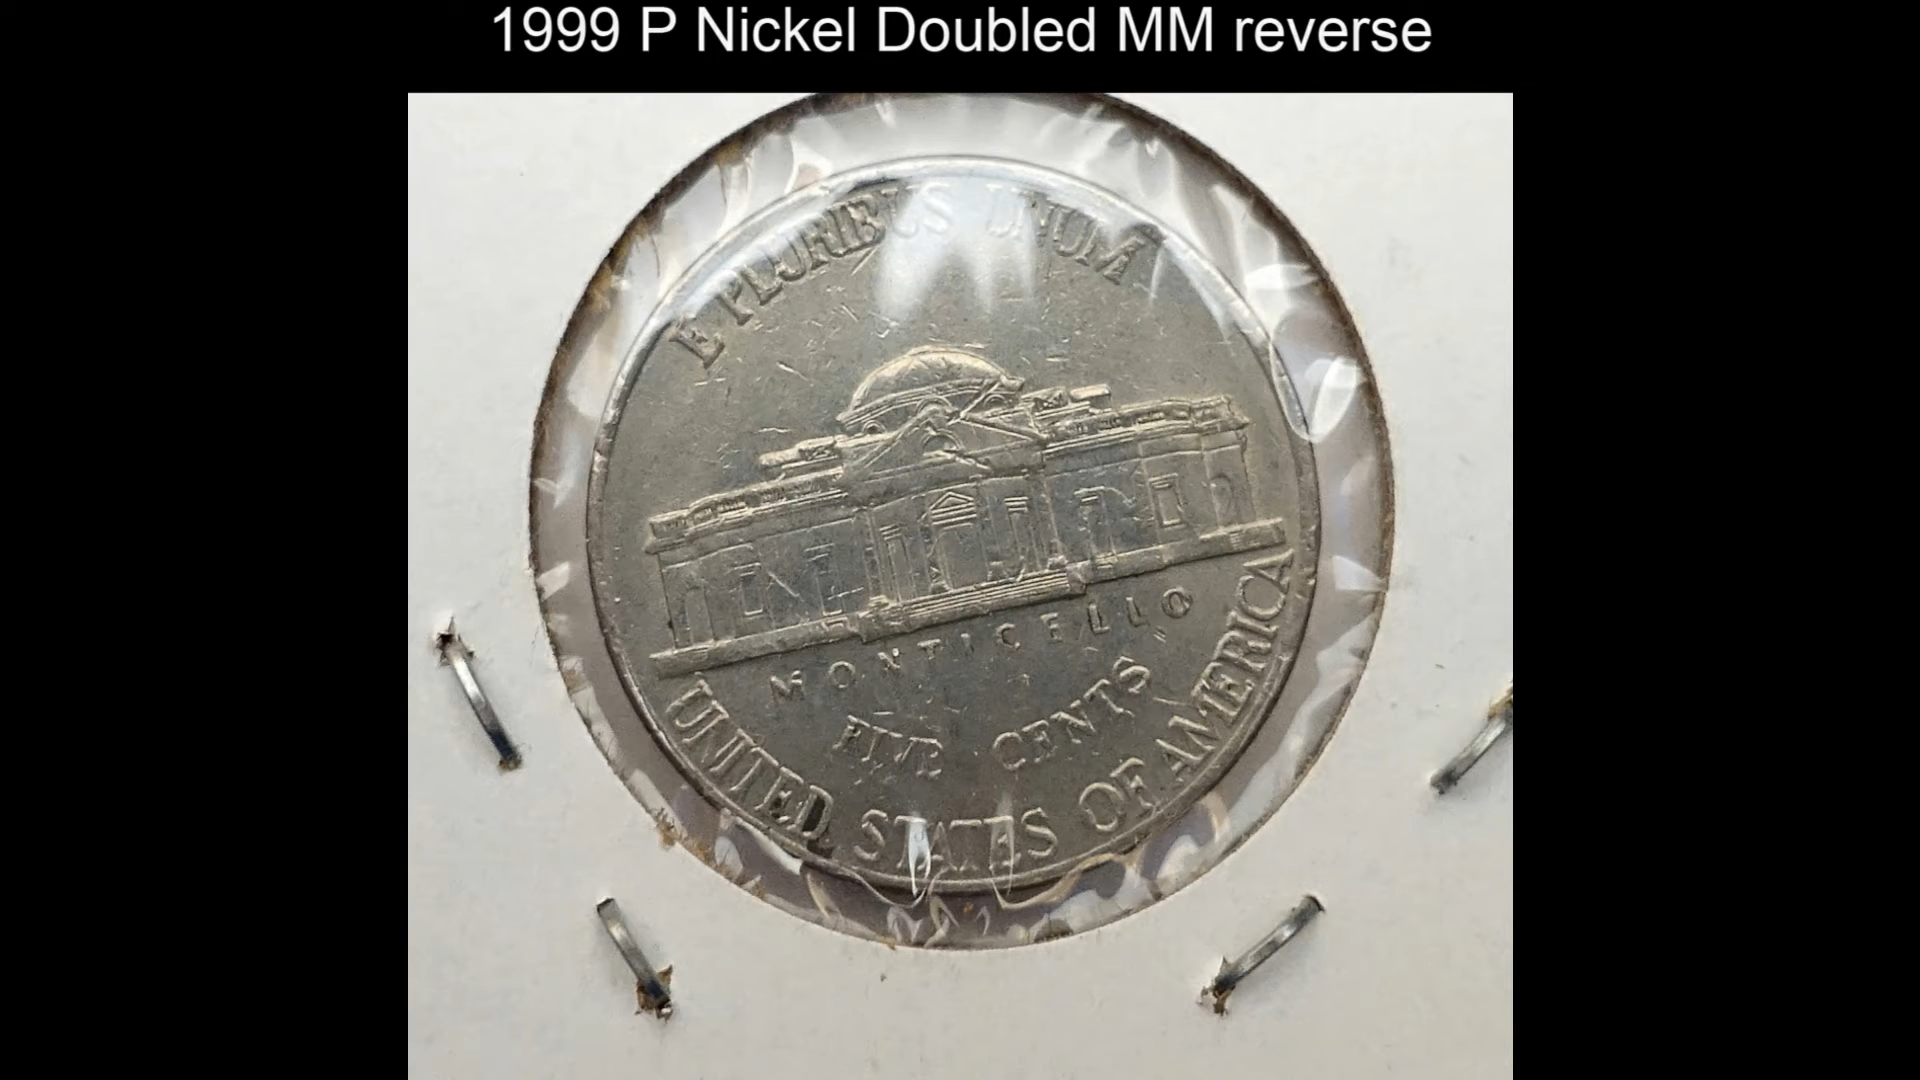 1999 P Nickel Doubled MM reverse
E PLURIBUS UNUM
MONTICELLO
FIVE CENTS
UNITED STATES OF AMERICA